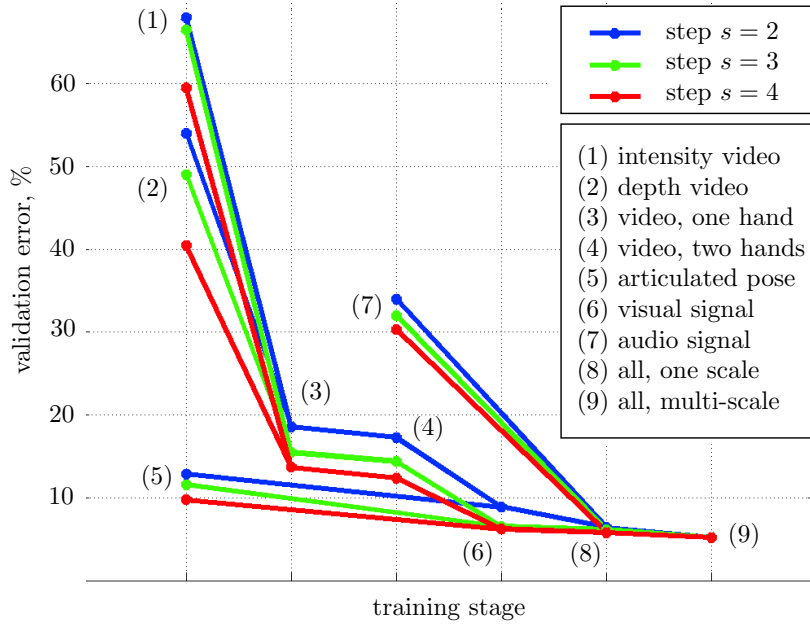 (1)
(2)
(3)
(4)
(5)
(6)
(7)
(8)
(9)
60
50
40
30
20
10
validation error, %
training stage
step s = 2
step s = 3
step s = 4
(1) intensity video
(2) depth video
(3) video, one hand
(4) video, two hands
(5) articulated pose
(6) visual signal
(7) audio signal
(8) all, one scale
(9) all, multi-scale